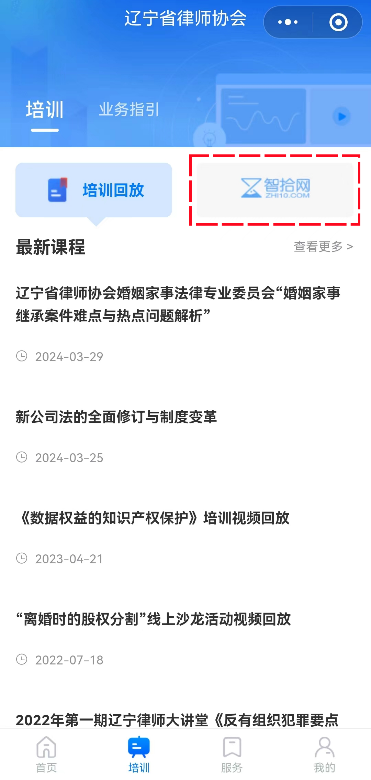 辽宁省律师协会
培训
业务指引
培训回放
智拾网
ZHI10.COM
最新课程
查看更多 >
辽宁省律师协会婚姻家事法律专业委员会“婚姻家事
继承案件难点与热点问题解析”
2024-03-29
新公司法的全面修订与制度变革
2024-03-25
《数据权益的知识产权保护》培训视频回放
2023-04-21
“离婚时的股权分割”线上沙龙活动视频回放
2022-07-18
2022年第一期辽宁律师大讲堂《反有组织犯罪要点
首页
培训
服务
我的